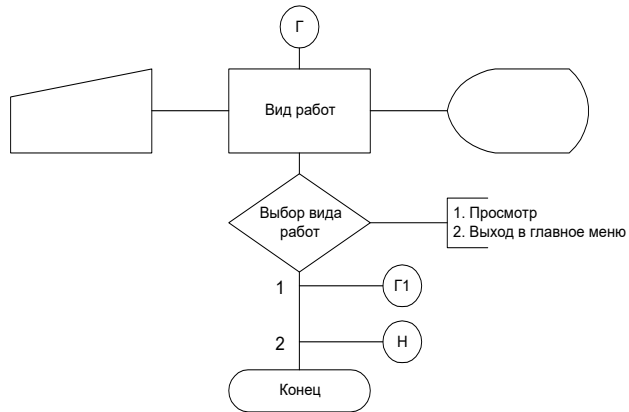 Г
Вид работ
Выбор вида
работ
1. Просмотр
2. Выход в главное меню
1
Г1
2
Н
Конец